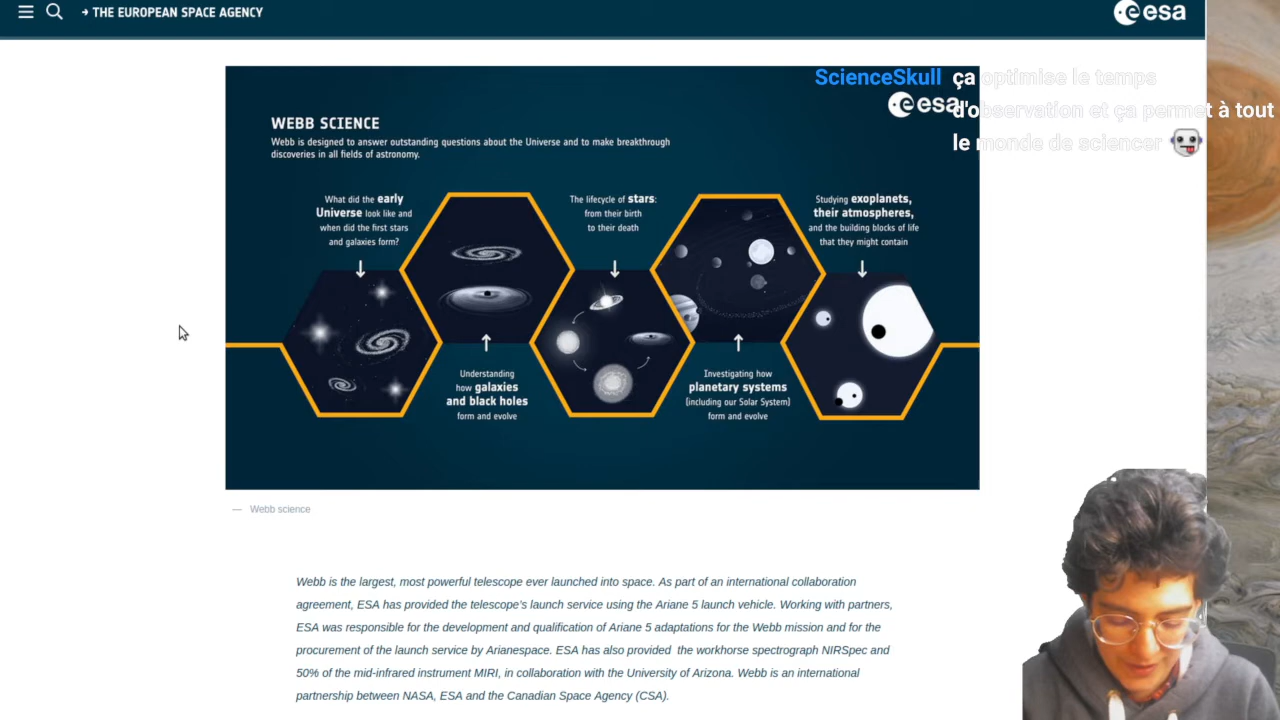 → THE EUROPEAN SPACE AGENCY
esa
ScienceSkull ça optimise le temps
d'observation et ça permet à tout
le monde de sciencer
esa
WEBB SCIENCE
Webb is designed to answer outstanding questions about the Universe and to make breakthrough
discoveries in all fields of astronomy.
What did the early
Universe look like and
when did the first stars
and galaxies form?
The lifecycle of stars:
from their birth
to their death
Studying exoplanets,
their atmospheres,
and the building blocks of life
that they might contain
Understanding
how galaxies
and black holes
form and evolve
Investigating how
planetary systems
(including our Solar System)
form and evolve
— Webb science
Webb is the largest, most powerful telescope ever launched into space. As part of an international collaboration
agreement, ESA has provided the telescope's launch service using the Ariane 5 launch vehicle. Working with partners,
ESA was responsible for the development and qualification of Ariane 5 adaptations for the Webb mission and for the
procurement of the launch service by Arianespace. ESA has also provided the workhorse spectrograph NIRSpec and
50% of the mid-infrared instrument MIRI, in collaboration with the University of Arizona. Webb is an international
partnership between NASA, ESA and the Canadian Space Agency (CSA).